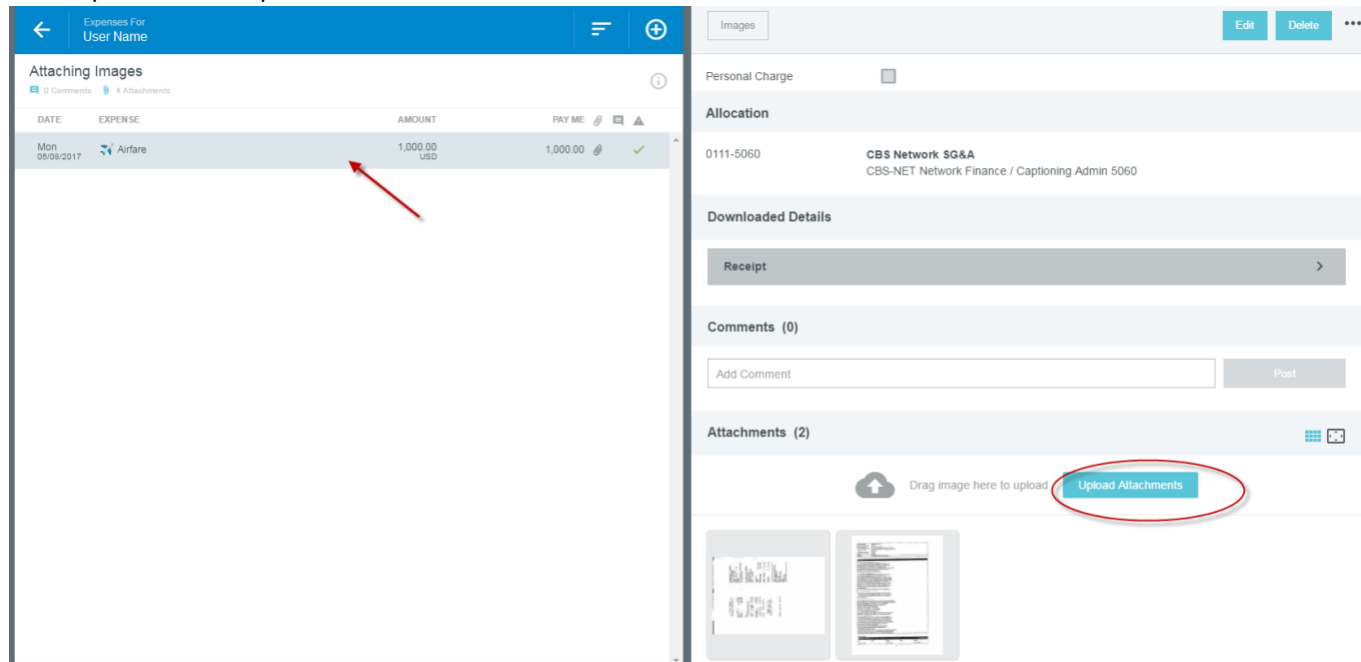 Expenses For
User Name
Attaching Images
0 Comments 4 Attachments
DATE EXPENSE AMOUNT PAY ME
Mon
05/08/2017
Airfare
1,000.00
USD
1,000.00
Images
Edit Delete
Personal Charge
Allocation
0111-5060
CBS Network SG&A
CBS-NET Network Finance / Captioning Admin 5060
Downloaded Details
Receipt
Comments (0)
Add Comment
Post
Attachments (2)
Drag image here to upload
Upload Attachments